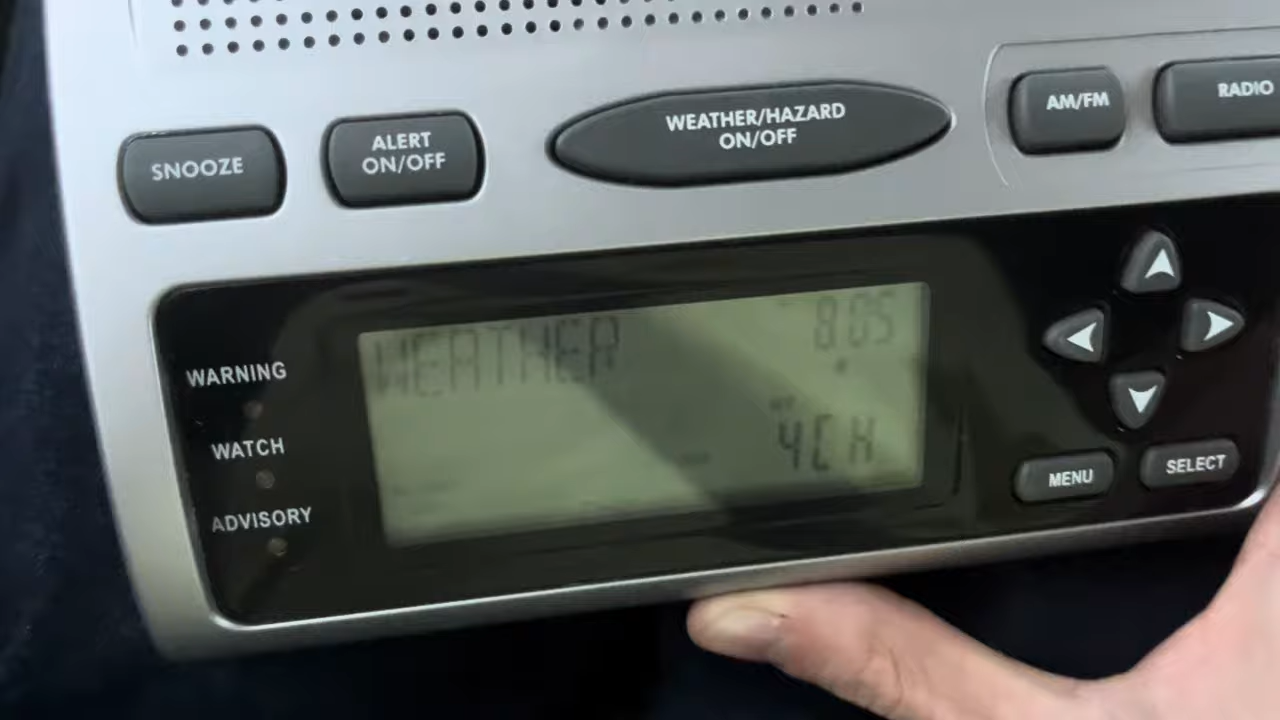 SNOOZE
ALERT
ON/OFF
WEATHER/HAZARD
ON/OFF
AM/FM
RADIO
WARNING
WATCH
ADVISORY
WEATHER
8:05
4CH
MENU
SELECT